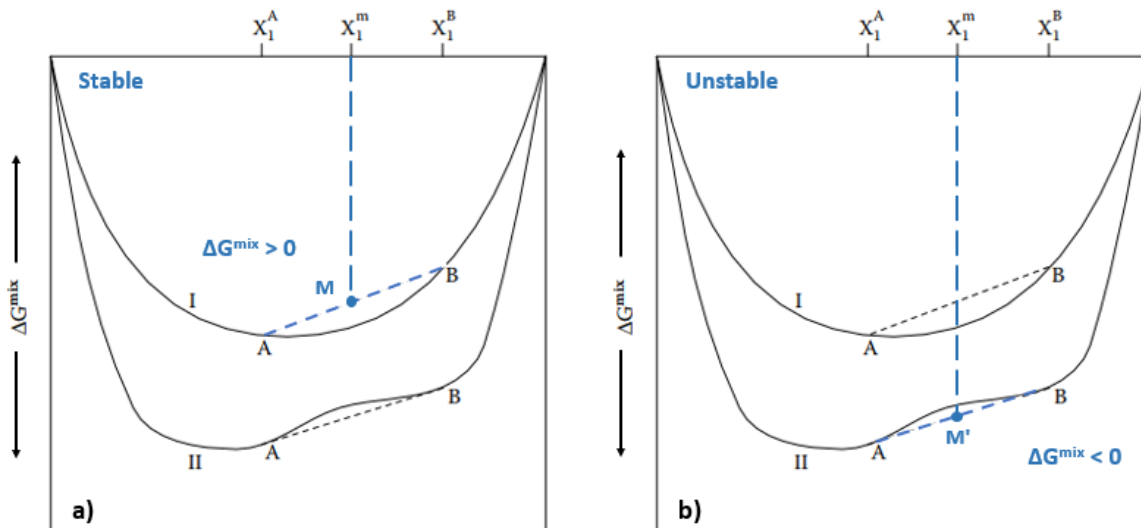 X₁ᴬ X₁ᵐ X₁ᴮ
Stable
ΔGᵐⁱˣ > 0
M
B
I
A
ΔGᵐⁱˣ
B
A
II
a)
X₁ᴬ X₁ᵐ X₁ᴮ
Unstable
B
I
A
ΔGᵐⁱˣ
B
A
M'
II
ΔGᵐⁱˣ < 0
b)